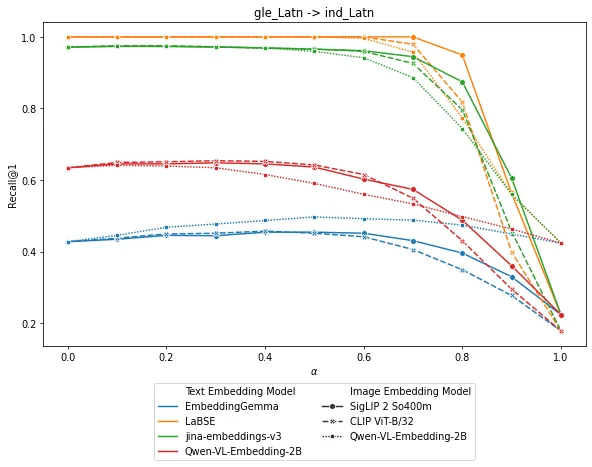 gle_Latn -> ind_Latn
Recall@1
1.0
0.8
0.6
0.4
0.2
0.0 0.2 0.4 0.6 0.8 1.0
α
Text Embedding Model
EmbeddingGemma
LaBSE
jina-embeddings-v3
Qwen-VL-Embedding-2B
Image Embedding Model
SigLIP 2 So400m
CLIP ViT-B/32
Qwen-VL-Embedding-2B